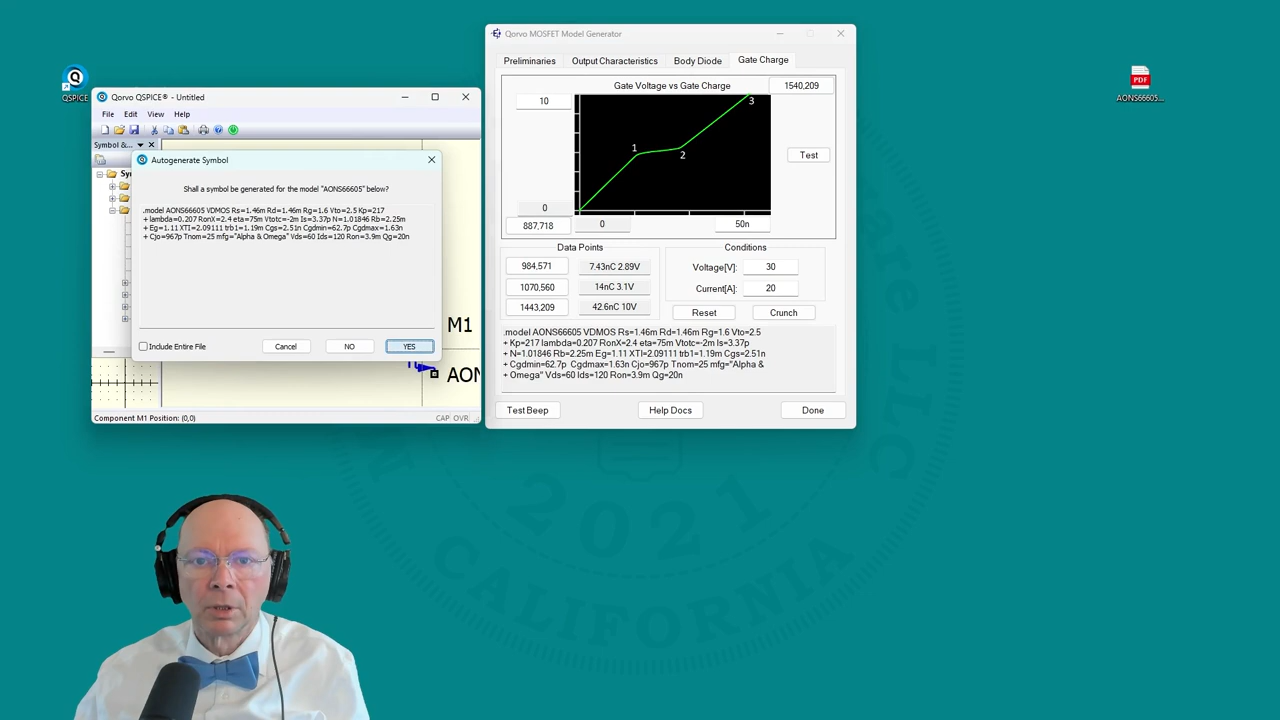 QSPICE
Qorvo QSPICE® - Untitled
File Edit View Help
Symbol &
Autogenerate Symbol
Shall a symbol be generated for the model "AONS66605" below?
.model AONS66605 VDMOS Rs=1.46m Rd=1.46m Rg=1.6 Vto=2.5 Kp=217
+ lambda=0.207 RonX=2.4 eta=75m Vtotc=-2m Is=3.37p N=1.01846 Rb=2.25m
+ Eg=1.11 XTI=2.09111 trb1=1.19m Cgs=2.51n Cgdmin=62.7p Cgdmax=1.63n
+ Cjo=967p Tnom=25 mfg="Alpha & Omega" Vds=60 Ids=120 Ron=3.9m Qg=20n
Include Entire File
Cancel
NO
YES
M1
AON
Component M1 Position: (0,0)
CAP OVR
Qorvo MOSFET Model Generator
Preliminaries
Output Characteristics
Body Diode
Gate Charge
Gate Voltage vs Gate Charge
1540,209
10
1
2
3
Test
0
887,718
0
50n
Data Points
984,571 7.43nC 2.89V
1070,560 14nC 3.1V
1443,209 42.6nC 10V
Conditions
Voltage[V]: 30
Current[A]: 20
Reset
Crunch
.model AONS66605 VDMOS Rs=1.46m Rd=1.46m Rg=1.6 Vto=2.5
+ Kp=217 lambda=0.207 RonX=2.4 eta=75m Vtotc=-2m Is=3.37p
+ N=1.01846 Rb=2.25m Eg=1.11 XTI=2.09111 trb1=1.19m Cgs=2.51n
+ Cgdmin=62.7p Cgdmax=1.63n Cjo=967p Tnom=25 mfg="Alpha &
+ Omega" Vds=60 Ids=120 Ron=3.9m Qg=20n
Test Beep
Help Docs
Done
PDF
AONS66605...
2021
CALIFORNIA